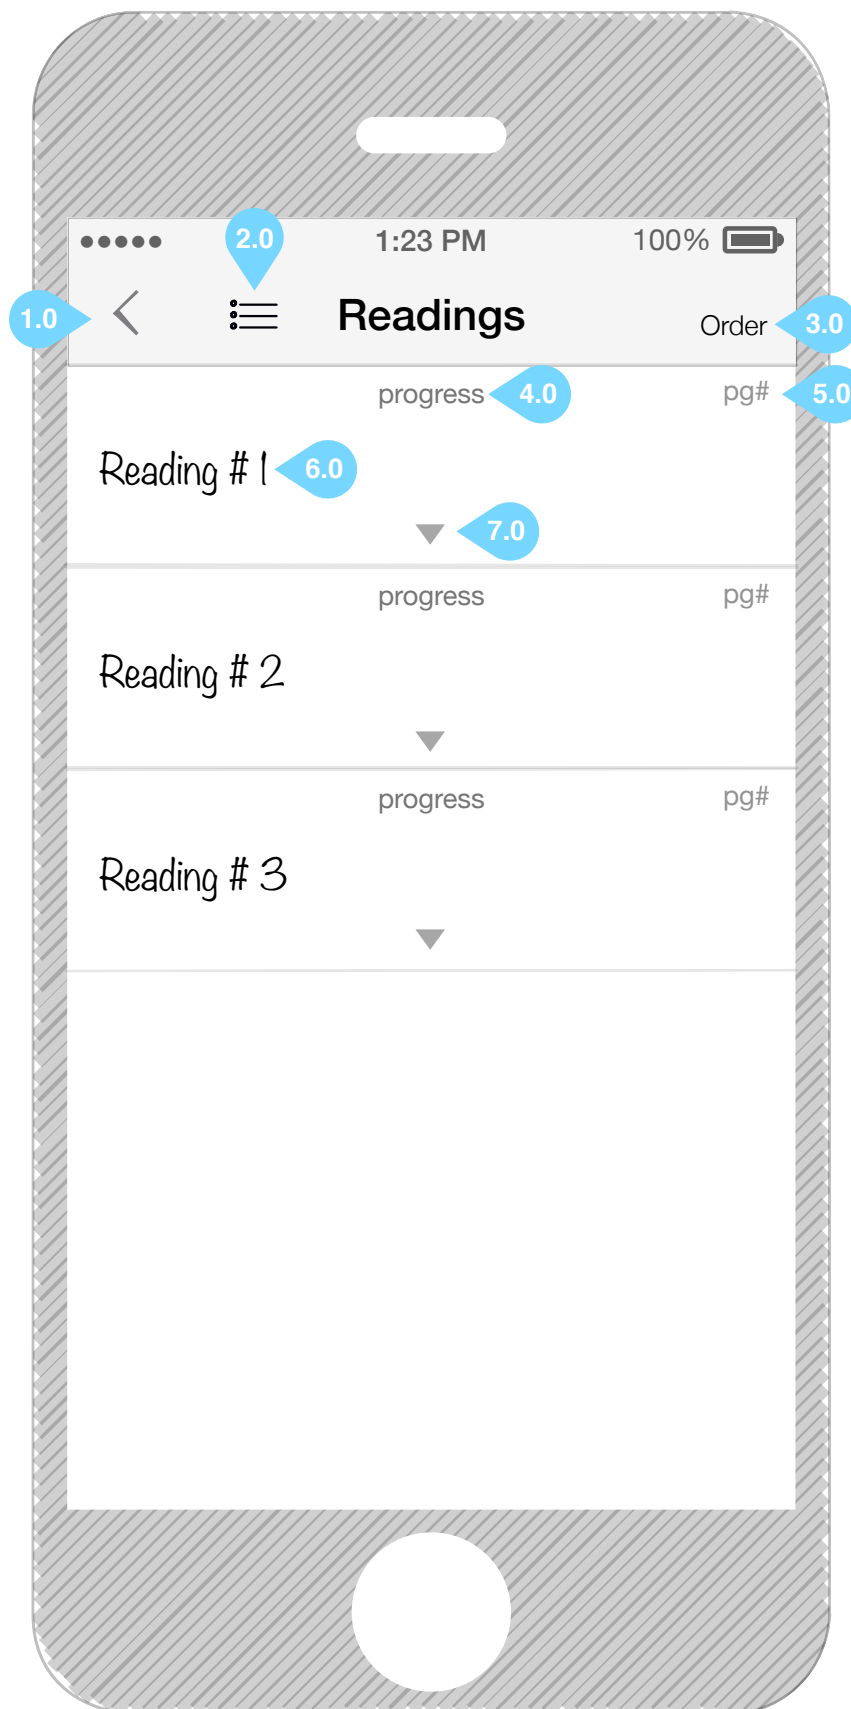 2.0 1:23 PM 100%
1.0 Readings Order 3.0
progress 4.0 pg# 5.0
Reading # 1 6.0
7.0
progress pg#
Reading # 2
progress pg#
Reading # 3